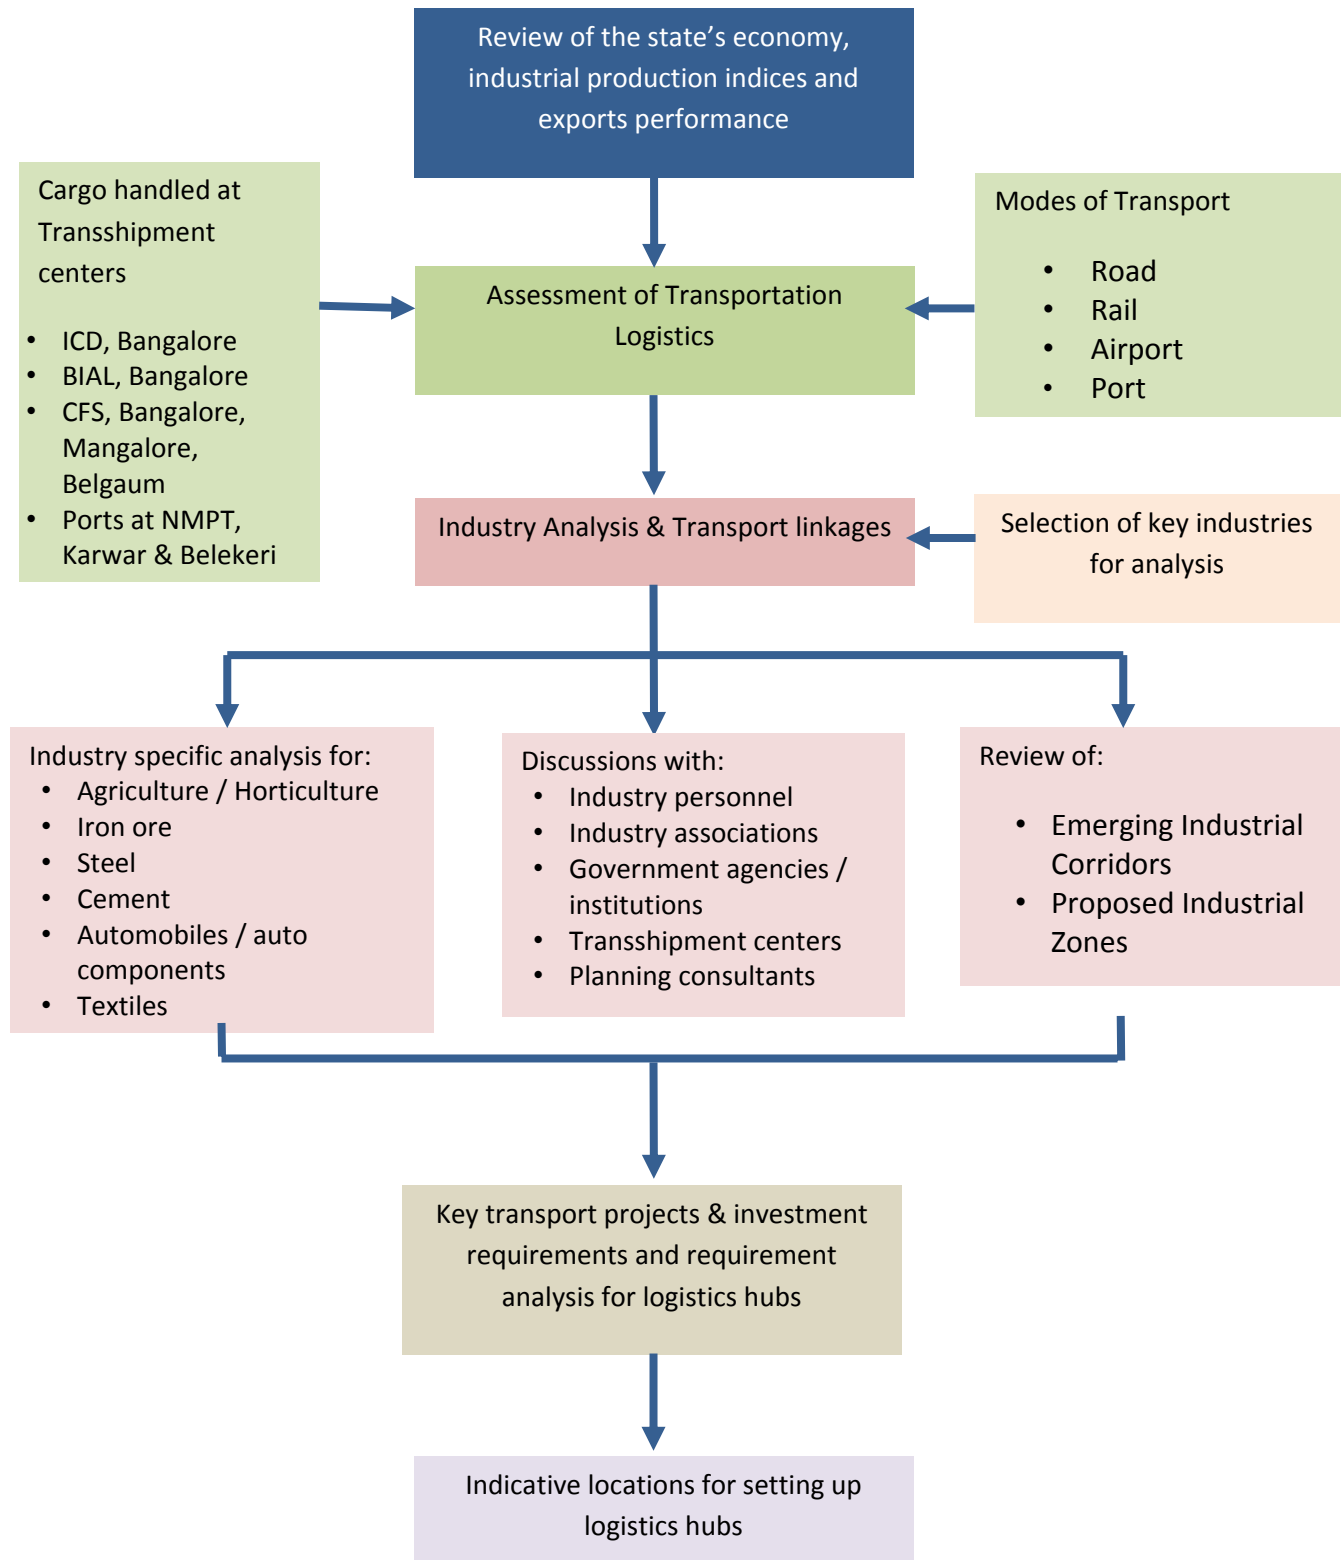 Review of the state’s economy,
industrial production indices and
exports performance
Cargo handled at
Transshipment
centers
• ICD, Bangalore
• BIAL, Bangalore
• CFS, Bangalore,
Mangalore,
Belgaum
• Ports at NMPT,
Karwar & Belekeri
Assessment of Transportation
Logistics
Modes of Transport
• Road
• Rail
• Airport
• Port
Industry Analysis & Transport linkages
Selection of key industries
for analysis
Industry specific analysis for:
• Agriculture / Horticulture
• Iron ore
• Steel
• Cement
• Automobiles / auto
components
• Textiles
Discussions with:
• Industry personnel
• Industry associations
• Government agencies /
institutions
• Transshipment centers
• Planning consultants
Review of:
• Emerging Industrial
Corridors
• Proposed Industrial
Zones
Key transport projects & investment
requirements and requirement
analysis for logistics hubs
Indicative locations for setting up
logistics hubs